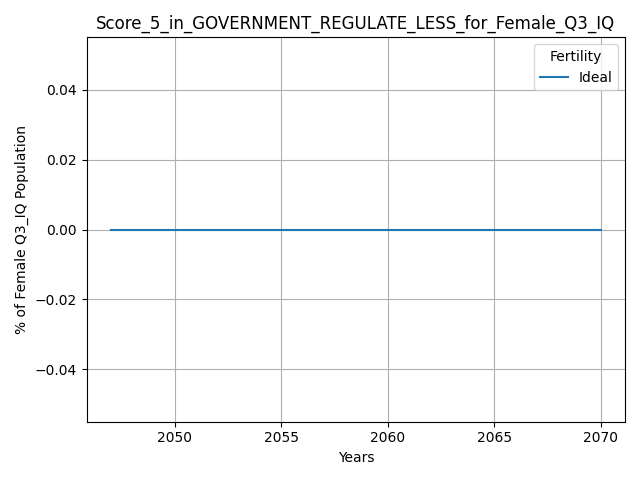 Score_5_in_GOVERNMENT_REGULATE_LESS_for_Female_Q3_IQ
Fertility
Ideal
0.04
0.02
0.00
−0.02
−0.04
% of Female Q3_IQ Population
2050 2055 2060 2065 2070
Years